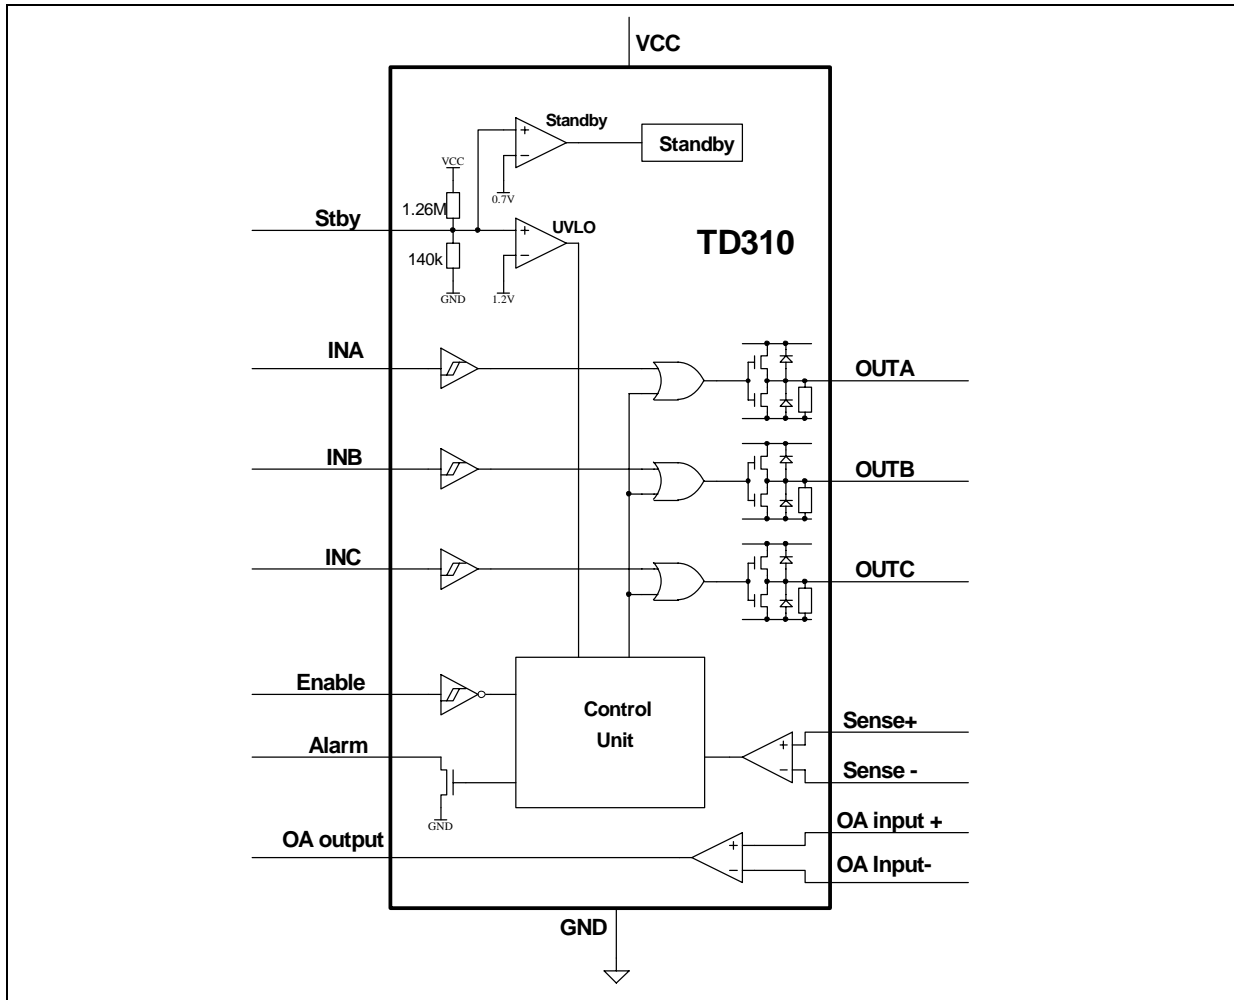 VCC
Standby
Standby
VCC
0.7V
1.26M
Stby
UVLO
TD310
140k
GND
1.2V
INA
OUTA
INB
OUTB
INC
OUTC
Enable
Control
Unit
Sense+
Alarm
Sense -
GND
OA input +
OA output
OA Input-
GND